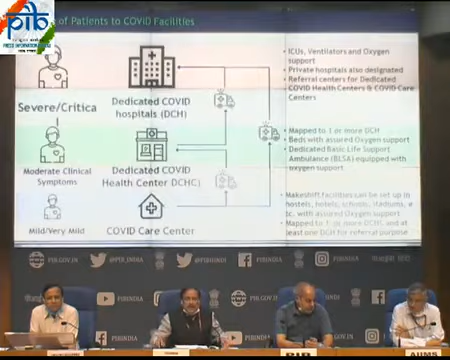 PRESS INFORMATION
of Patients to COVID Facilities
Severe/Critica
Dedicated COVID
hospitals (DCH)
• ICUs, Ventilators and Oxygen
support
• Private hospitals also designated
• Referral centers for Dedicated
COVID Health Centers & COVID Care
Centers
Moderate Clinical
Symptoms
Dedicated COVID
Health Center DCHC)
• Mapped to 1 or more DCH
• Beds with assured Oxygen support
• Dedicated Basic Life Support
Ambulance (BLSA) equipped with
oxygen support
Mild/Very Mild
COVID Care Center
• Makeshift facilities can be set up in
hostels, hotels, schools, stadiums,
etc. with assured Oxygen support
• Mapped to 1 or more DCHC and at
least one DCH for referral purpose
PIB.GOV.IN
@PIB_INDIA
@PIBHINDI
PIBINDIA
PIBINDIA
PIB.GOV.IN
PIBINDIA
PIB
AIIMS